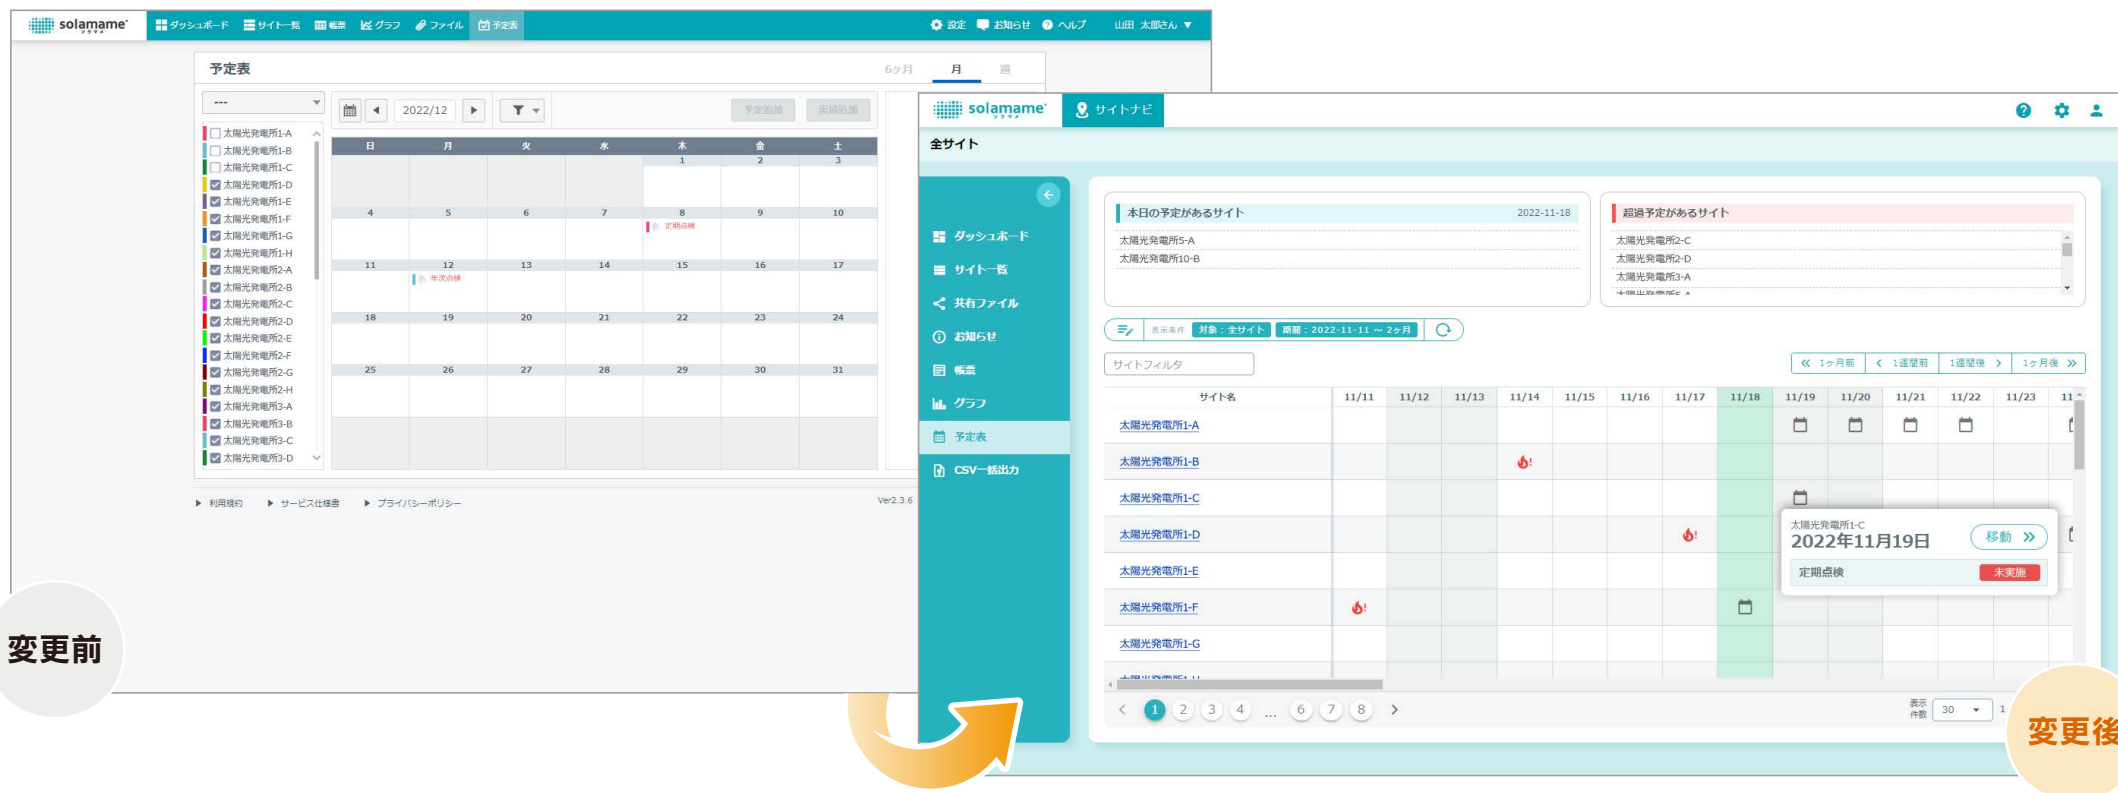 solamame
ソラマメ
ダッシュボード サイト一覧 帳票 グラフ ファイル 予定表
設定 お知らせ ヘルプ 山田 太郎さん ▼
予定表
6ヶ月 月 週
---
2022/12
予定追加 実績追加
太陽光発電所1-A
太陽光発電所1-B
太陽光発電所1-C
太陽光発電所1-D
太陽光発電所1-E
太陽光発電所1-F
太陽光発電所1-G
太陽光発電所1-H
太陽光発電所2-A
太陽光発電所2-B
太陽光発電所2-C
太陽光発電所2-D
太陽光発電所2-E
太陽光発電所2-F
太陽光発電所2-G
太陽光発電所2-H
太陽光発電所3-A
太陽光発電所3-B
太陽光発電所3-C
太陽光発電所3-D
日 月 火 水 木 金 土
1 2 3
4 5 6 7 8 9 10
定期点検
11 12 13 14 15 16 17
年次点検
18 19 20 21 22 23 24
25 26 27 28 29 30 31
▶ 利用規約 ▶ サービス仕様書 ▶ プライバシーポリシー
Ver2.3.6
変更前
solamame
ソラマメ
サイトナビ
全サイト
ダッシュボード
サイト一覧
共有ファイル
お知らせ
帳票
グラフ
予定表
CSV一括出力
本日の予定があるサイト 2022-11-18
太陽光発電所5-A
太陽光発電所10-B
超過予定があるサイト
太陽光発電所2-C
太陽光発電所2-D
太陽光発電所3-A
太陽光発電所5-A
表示条件 対象：全サイト 期間：2022-11-11 ～ 2ヶ月
サイトフィルタ
1ヶ月前 1週間前 1週間後 1ヶ月後
サイト名 11/11 11/12 11/13 11/14 11/15 11/16 11/17 11/18 11/19 11/20 11/21 11/22 11/23 11
太陽光発電所1-A
太陽光発電所1-B
太陽光発電所1-C
太陽光発電所1-D
太陽光発電所1-E
太陽光発電所1-F
太陽光発電所1-G
太陽光発電所1-H
太陽光発電所1-C
2022年11月19日
移動
定期点検 未実施
1 2 3 4 ... 6 7 8
表示件数 30 1
変更後